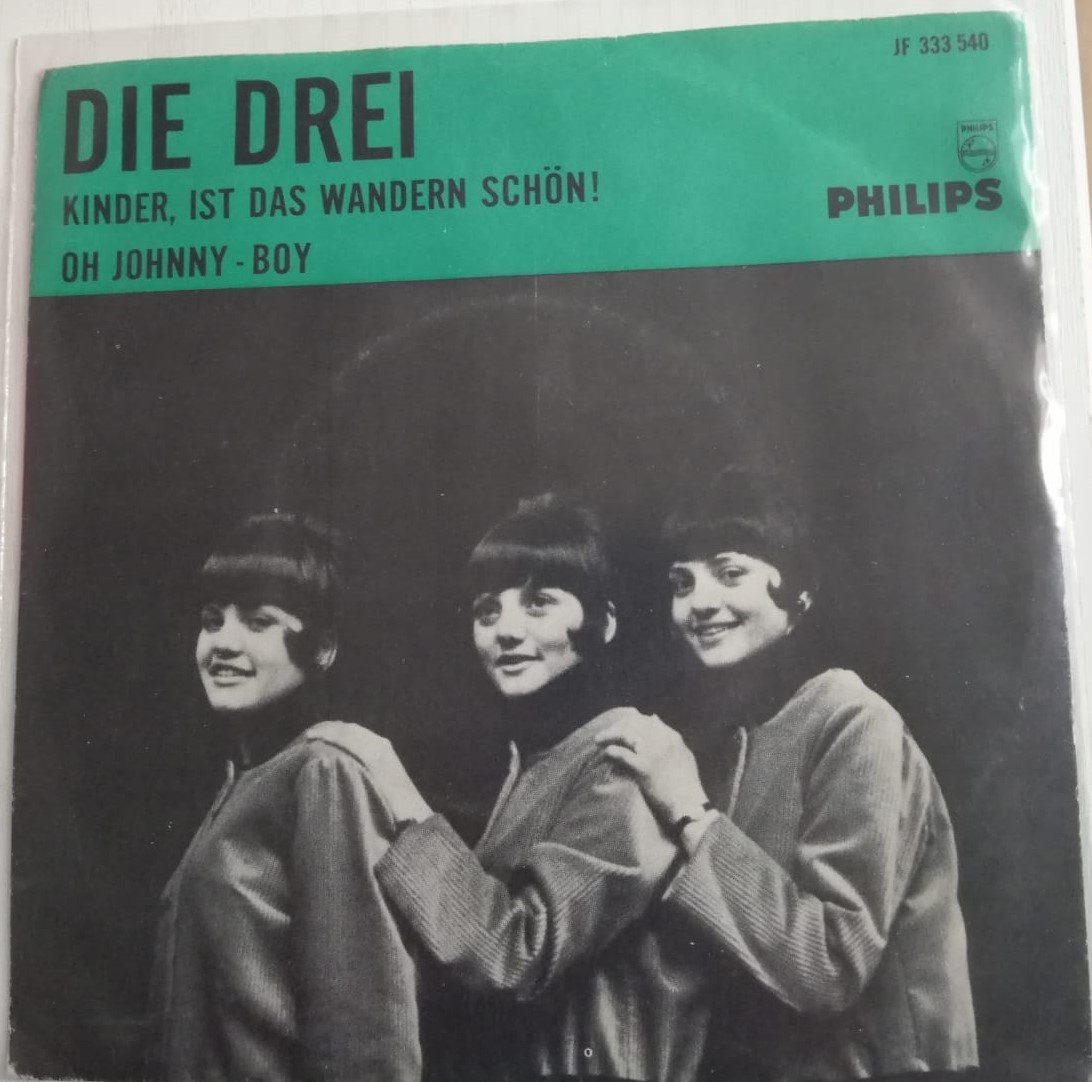 JF 333 540
DIE DREI
KINDER, IST DAS WANDERN SCHÖN!
OH JOHNNY - BOY
PHILIPS
PHILIPS